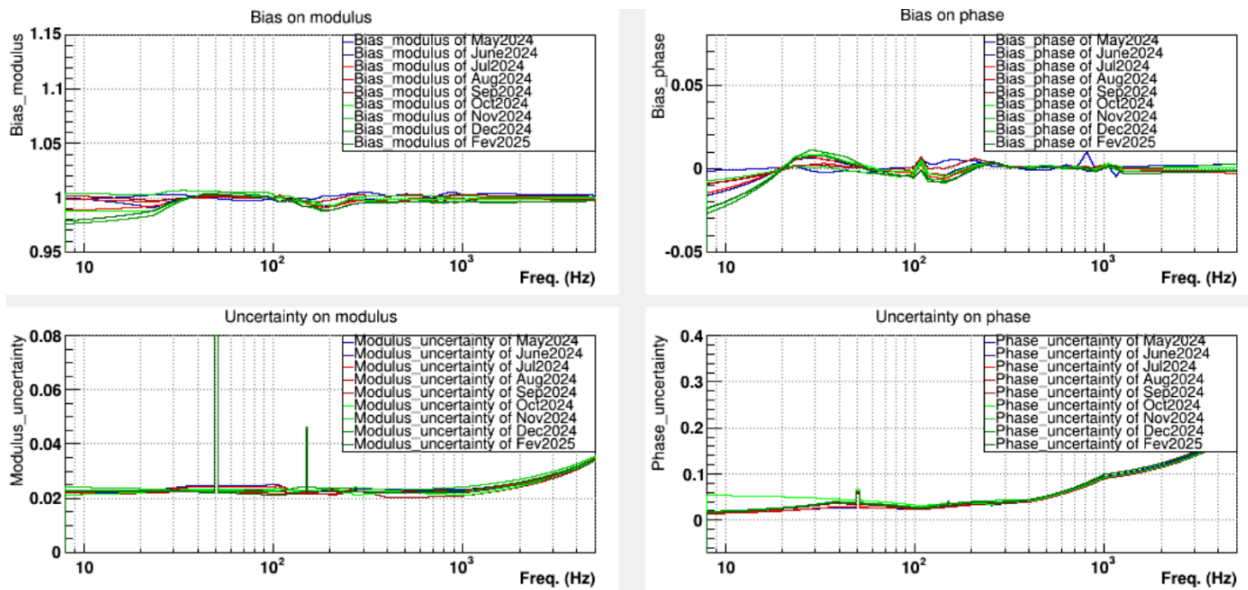 Bias on modulus
Bias_modulus
1.15
1.1
1.05
1
0.95
Bias_modulus of May2024
Bias_modulus of June2024
Bias_modulus of Jul2024
Bias_modulus of Aug2024
Bias_modulus of Sep2024
Bias_modulus of Oct2024
Bias_modulus of Nov2024
Bias_modulus of Dec2024
Bias_modulus of Fev2025
10
10²
10³
Freq. (Hz)
Bias on phase
Bias_phase
0.05
0
-0.05
Bias_phase of May2024
Bias_phase of June2024
Bias_phase of Jul2024
Bias_phase of Aug2024
Bias_phase of Sep2024
Bias_phase of Oct2024
Bias_phase of Nov2024
Bias_phase of Dec2024
Bias_phase of Fev2025
10
10²
10³
Freq. (Hz)
Uncertainty on modulus
Modulus_uncertainty
0.08
0.06
0.04
0.02
0
Modulus_uncertainty of May2024
Modulus_uncertainty of June2024
Modulus_uncertainty of Jul2024
Modulus_uncertainty of Aug2024
Modulus_uncertainty of Sep2024
Modulus_uncertainty of Oct2024
Modulus_uncertainty of Nov2024
Modulus_uncertainty of Dec2024
Modulus_uncertainty of Fev2025
10
10²
10³
Freq. (Hz)
Uncertainty on phase
Phase_uncertainty
0.4
0.3
0.2
0.1
0
Phase_uncertainty of May2024
Phase_uncertainty of June2024
Phase_uncertainty of Jul2024
Phase_uncertainty of Aug2024
Phase_uncertainty of Sep2024
Phase_uncertainty of Oct2024
Phase_uncertainty of Nov2024
Phase_uncertainty of Dec2024
Phase_uncertainty of Fev2025
10
10²
10³
Freq. (Hz)